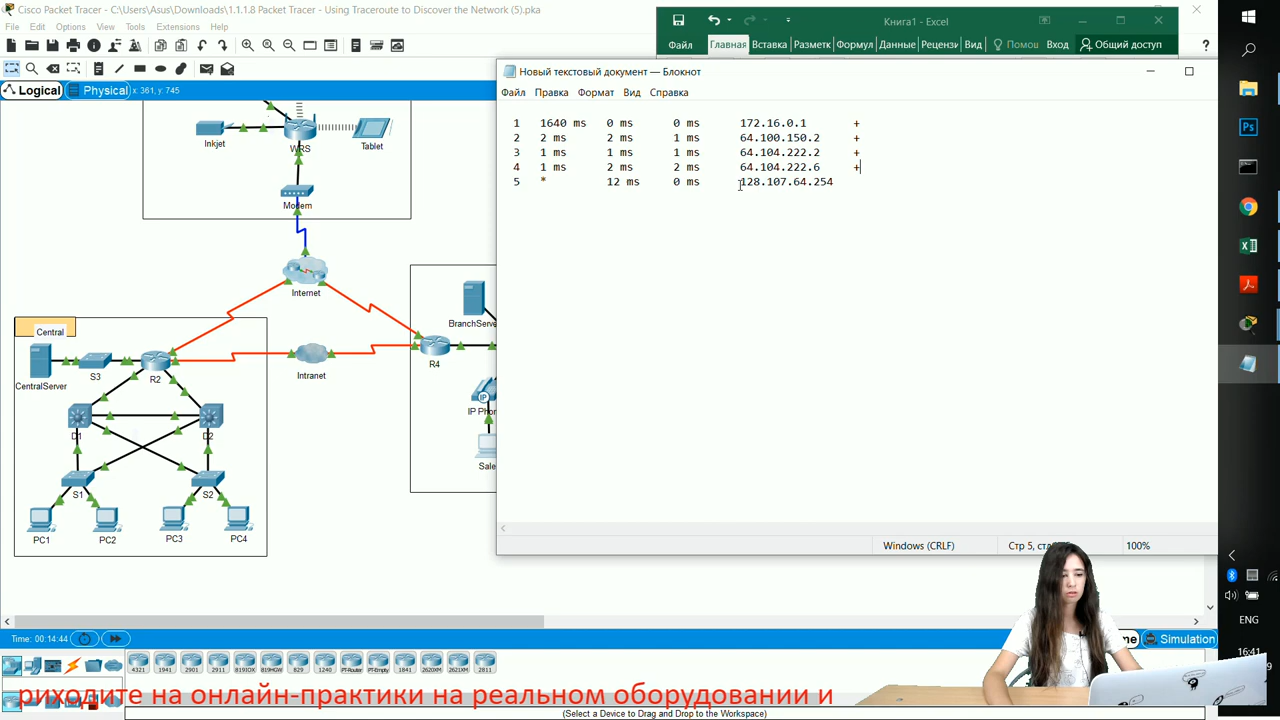 Cisco Packet Tracer - C:\Users\Asus\Downloads\1.1.1.8 Packet Tracer - Using Traceroute to Discover the Network (5).pka
File Edit Options View Tools Extensions Help
Logical Physical x: 361, y: 745
Inkjet
WRS
Tablet
Modem
Internet
BranchServe
Central
CentralServer
S3
R2
Intranet
R4
D1
D2
IP
IP Phon
Sale
S1
S2
PC1
PC2
PC3
PC4
Книга1 - Excel
Файл Главная Вставка Разметк Формул Данные Рецензи Вид Помощ Вход Общий доступ
Новый текстовый документ — Блокнот
Файл Правка Формат Вид Справка
1 1640 ms 0 ms 0 ms 172.16.0.1 +
2 2 ms 2 ms 1 ms 64.100.150.2 +
3 1 ms 1 ms 1 ms 64.104.222.2 +
4 1 ms 2 ms 2 ms 64.104.222.6 +
5 * 12 ms 0 ms 128.107.64.254
Windows (CRLF) Стр 5, 100%
ENG
16:41
Time: 00:14:44
Simulation
4321 1941 2901 2911 819IOX 819HGW 829 1240 PT-Router PT-Empty 1841 2620XM 2621XM 2811
риходите на онлайн-практики на реальном оборудовании и
(Select a Device to Drag and Drop to the Workspace)